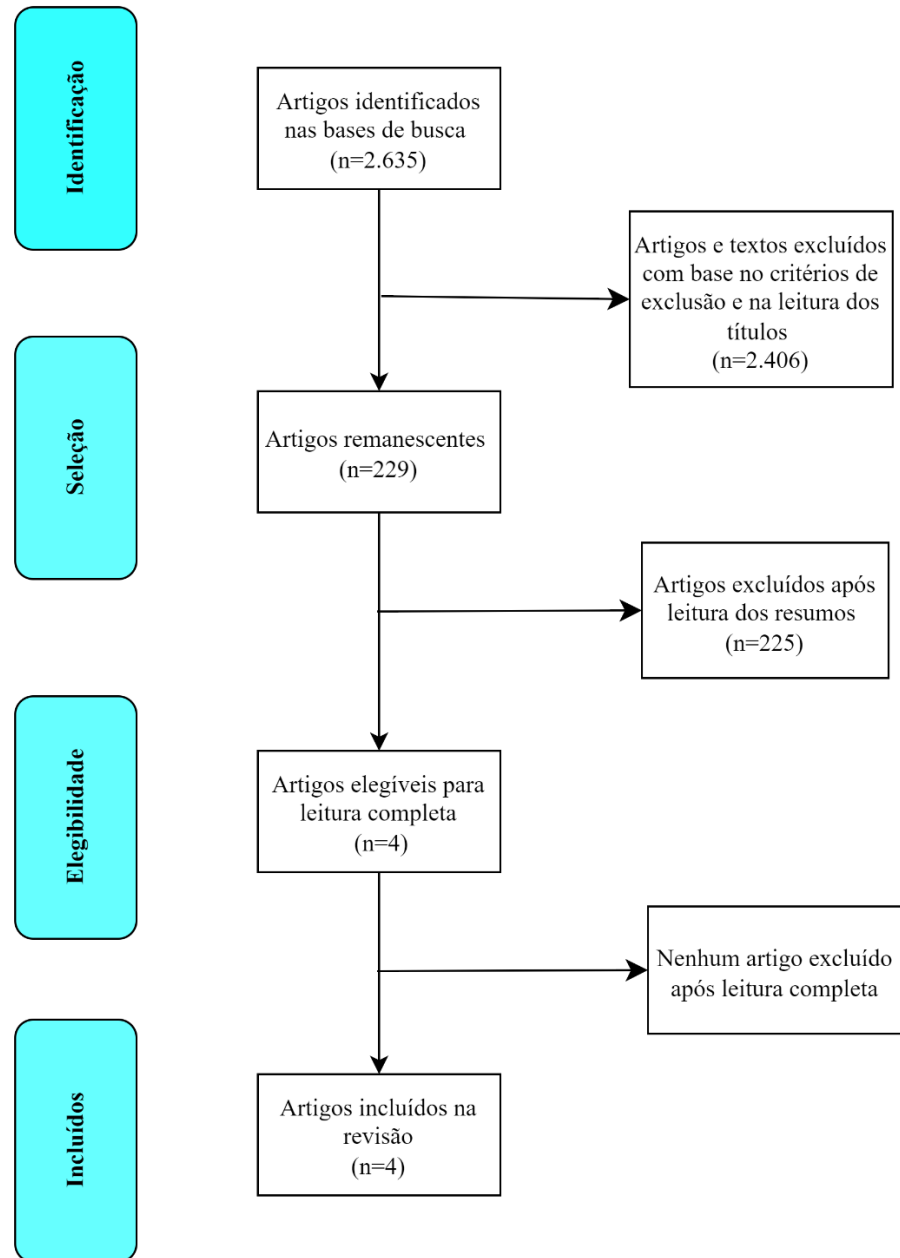 Identificação
Artigos identificados
nas bases de busca
(n=2.635)
Artigos e textos excluídos
com base no critérios de
exclusão e na leitura dos
títulos
(n=2.406)
Seleção
Artigos remanescentes
(n=229)
Artigos excluídos após
leitura dos resumos
(n=225)
Elegibilidade
Artigos elegíveis para
leitura completa
(n=4)
Nenhum artigo excluído
após leitura completa
Incluídos
Artigos incluídos na
revisão
(n=4)